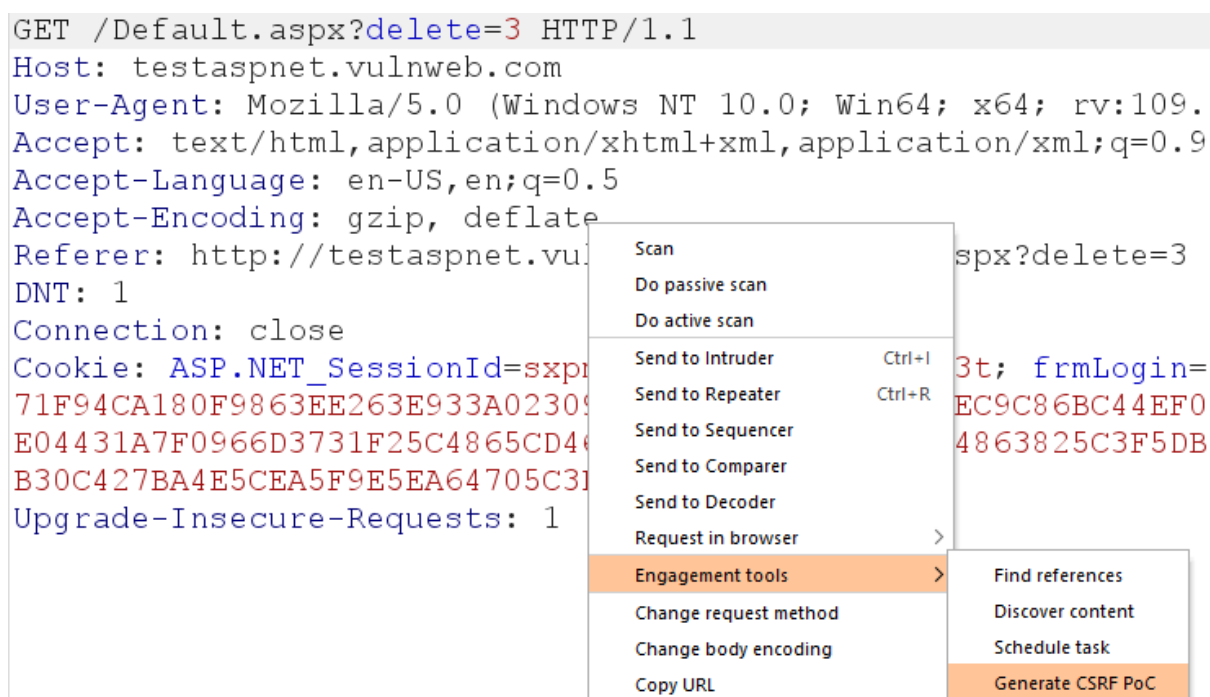 GET /Default.aspx?delete=3 HTTP/1.1
Host: testaspnet.vulnweb.com
User-Agent: Mozilla/5.0 (Windows NT 10.0; Win64; x64; rv:109.
Accept: text/html,application/xhtml+xml,application/xml;q=0.9
Accept-Language: en-US,en;q=0.5
Accept-Encoding: gzip, deflate
Referer: http://testaspnet.vul spx?delete=3
DNT: 1
Connection: close
Cookie: ASP.NET_SessionId=sxp 3t; frmLogin=
71F94CA180F9863EE263E933A0230 EC9C86BC44EF0
E04431A7F0966D3731F25C4865CD4 4863825C3F5DB
B30C427BA4E5CEA5F9E5EA64705C3
Upgrade-Insecure-Requests: 1
Scan
Do passive scan
Do active scan
Send to Intruder Ctrl+I
Send to Repeater Ctrl+R
Send to Sequencer
Send to Comparer
Send to Decoder
Request in browser >
Engagement tools >
Change request method
Change body encoding
Copy URL
Find references
Discover content
Schedule task
Generate CSRF PoC